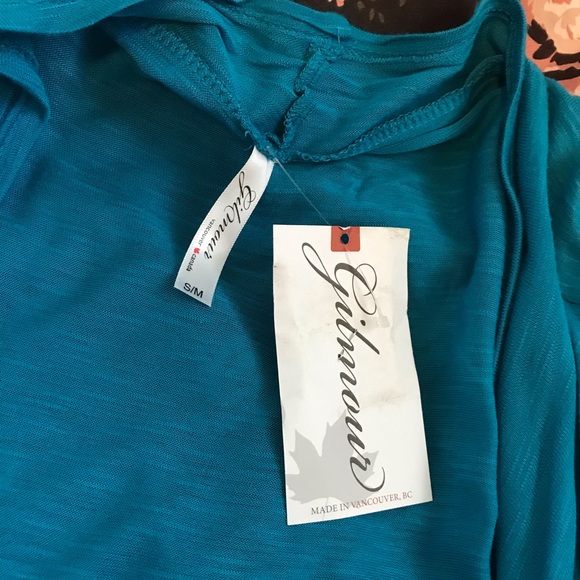 Gilmour
VANCOUVER canada
S/M
Gilmour
MADE IN VANCOUVER, BC